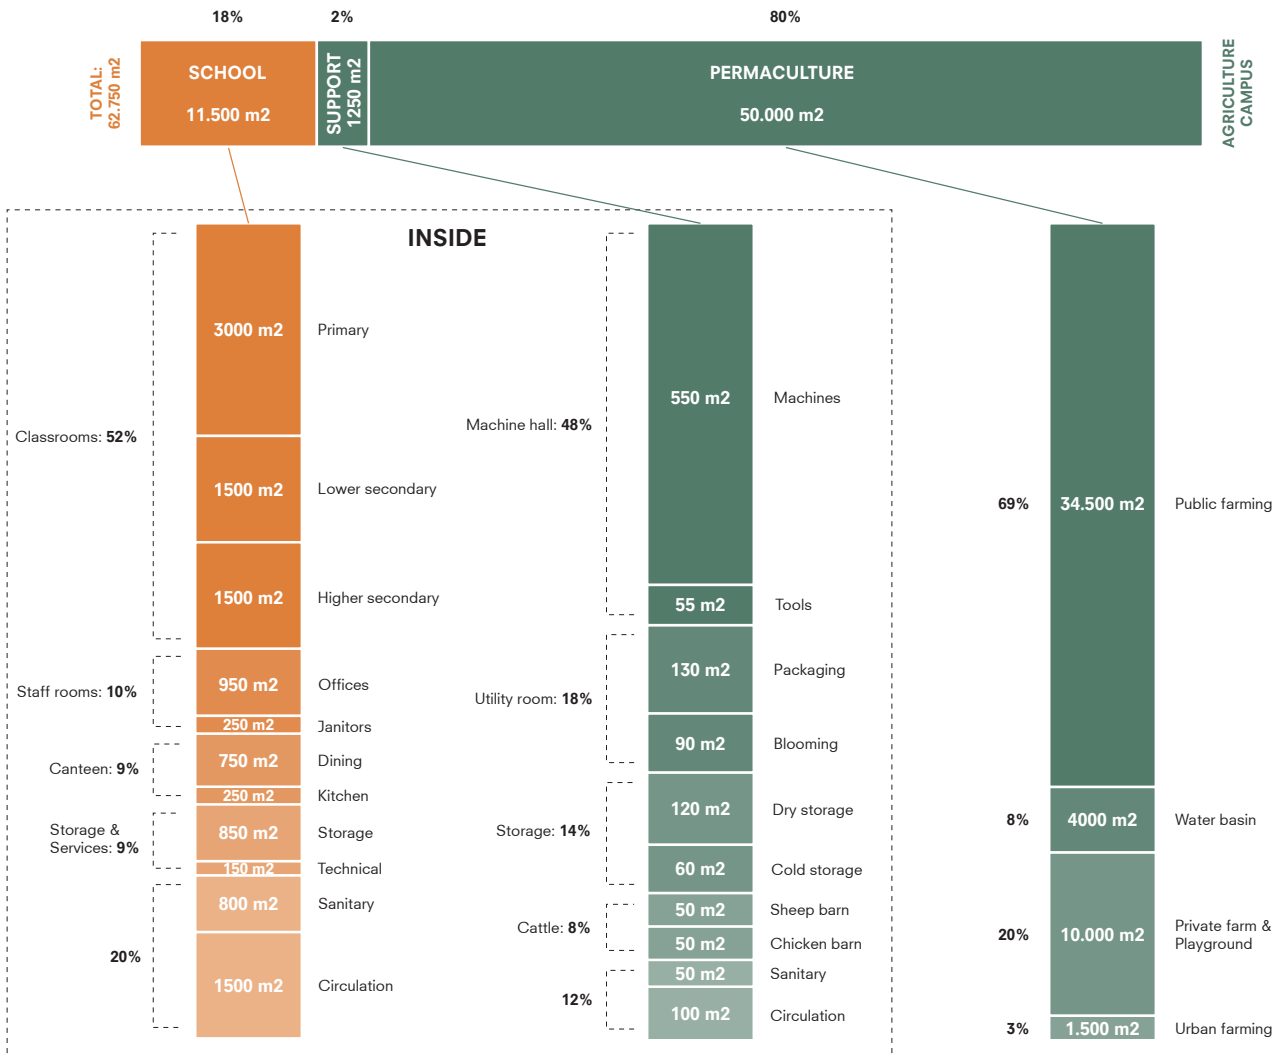 18%
2%
80%
TOTAL:
62.750 m2
SCHOOL
11.500 m2
SUPPORT
1250 m2
PERMACULTURE
50.000 m2
AGRICULTURE
CAMPUS
INSIDE
Classrooms: 52%
3000 m2
Primary
1500 m2
Lower secondary
1500 m2
Higher secondary
Staff rooms: 10%
950 m2
Offices
250 m2
Janitors
Canteen: 9%
750 m2
Dining
250 m2
Kitchen
Storage &
Services: 9%
850 m2
Storage
150 m2
Technical
20%
800 m2
Sanitary
1500 m2
Circulation
Machine hall: 48%
550 m2
Machines
55 m2
Tools
Utility room: 18%
130 m2
Packaging
90 m2
Blooming
Storage: 14%
120 m2
Dry storage
60 m2
Cold storage
Cattle: 8%
50 m2
Sheep barn
50 m2
Chicken barn
12%
50 m2
Sanitary
100 m2
Circulation
69%
34.500 m2
Public farming
8%
4000 m2
Water basin
20%
10.000 m2
Private farm &
Playground
3%
1.500 m2
Urban farming